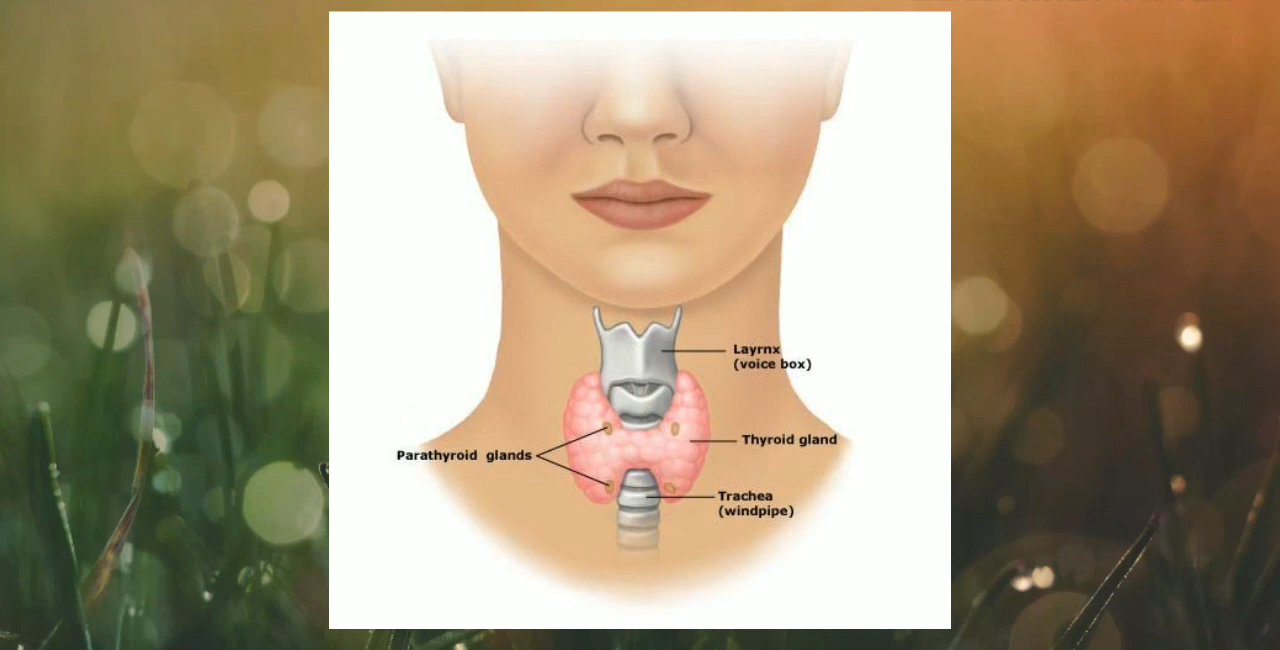 Layrnx
(voice box)
Thyroid gland
Parathyroid glands
Trachea
(windpipe)